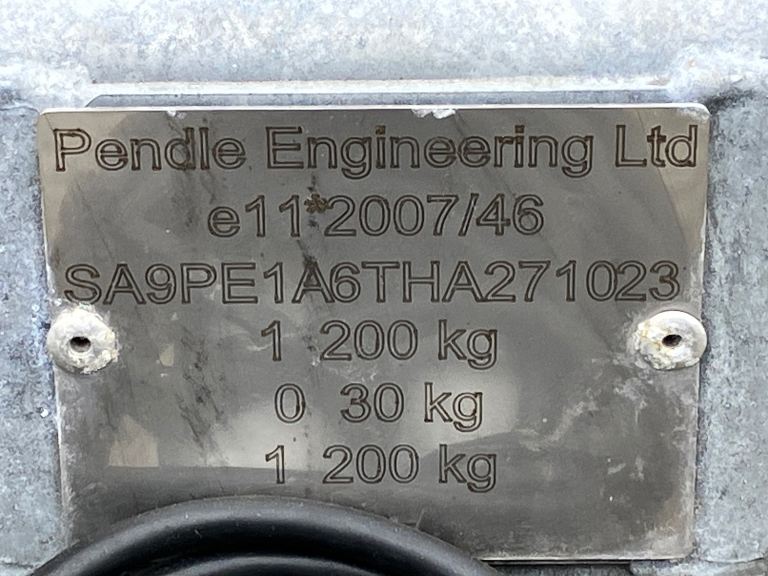 Pendle Engineering Ltd
e11*2007/46
SA9PE1A6THA271023
1 200 kg
0 30 kg
1 200 kg